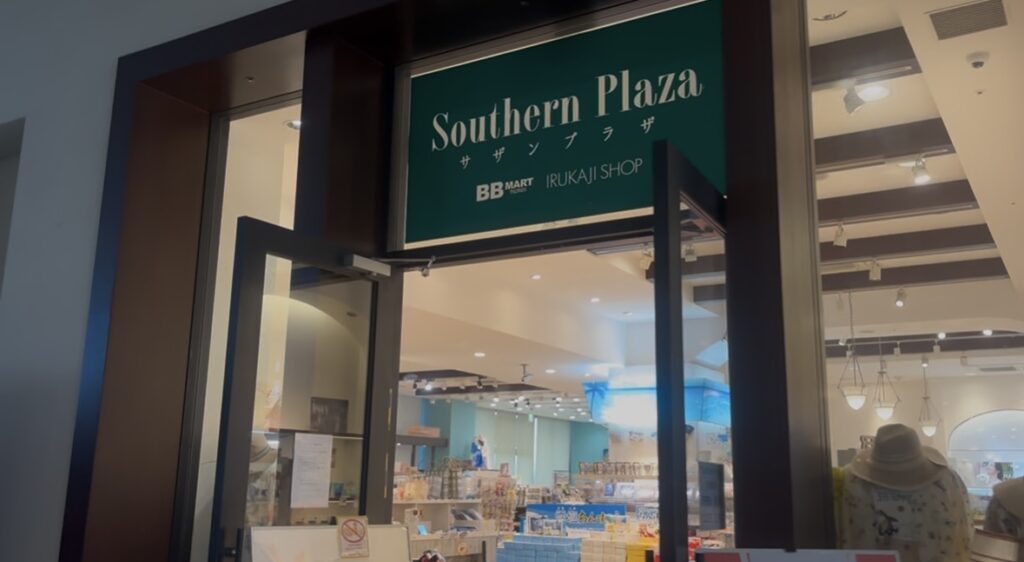 Southern Plaza
サザンプラザ
BB MART IRUKAJI SHOP